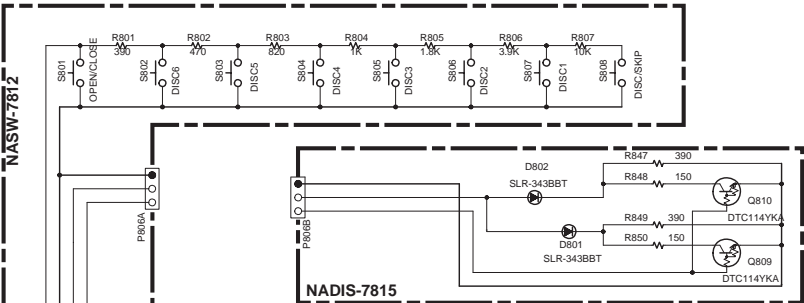 R801 R802 R803 R804 R805 R806 R807
390 470 820 1K 1.8K 3.9K 10K
S801 OPEN/CLOSE
S802 DISC6
S803 DISC5
S804 DISC4
S805 DISC3
S806 DISC2
S807 DISC1
S808 DISC/SKIP
NASW-7812
P806A
P806B
D802
SLR-343BBT
R847 390
R848 150
Q810
DTC114YKA
R849 390
R850 150
D801
SLR-343BBT
Q809
DTC114YKA
NADIS-7815